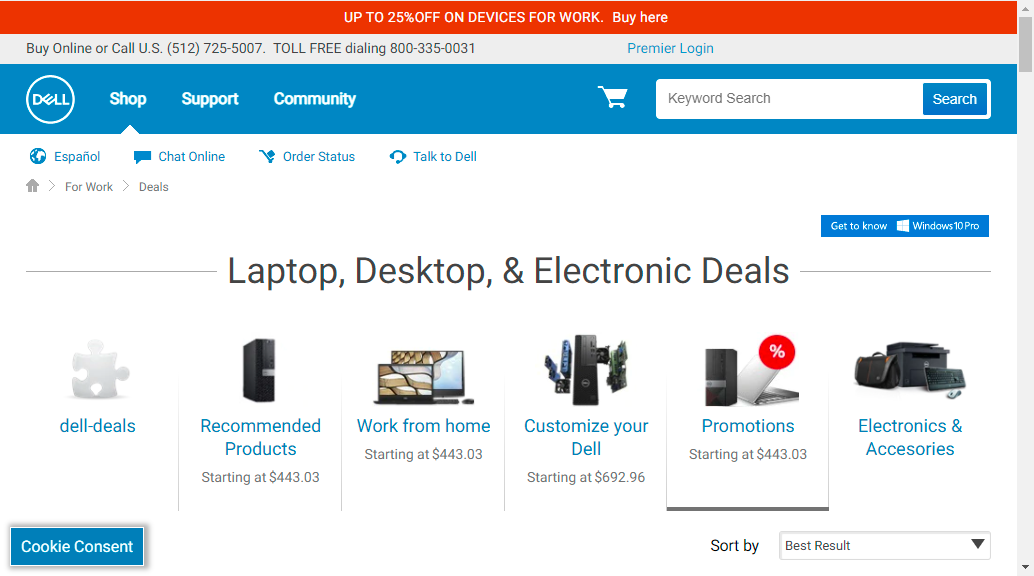 UP TO 25%OFF ON DEVICES FOR WORK. Buy here
Buy Online or Call U.S. (512) 725-5007. TOLL FREE dialing 800-335-0031
Premier Login
DELL
Shop
Support
Community
Keyword Search
Search
Español
Chat Online
Order Status
Talk to Dell
For Work
Deals
Get to know Windows10Pro
Laptop, Desktop, & Electronic Deals
%
dell-deals
Recommended
Products
Starting at $443.03
Work from home
Starting at $443.03
Customize your
Dell
Starting at $692.96
Promotions
Starting at $443.03
Electronics &
Accesories
Cookie Consent
Sort by
Best Result